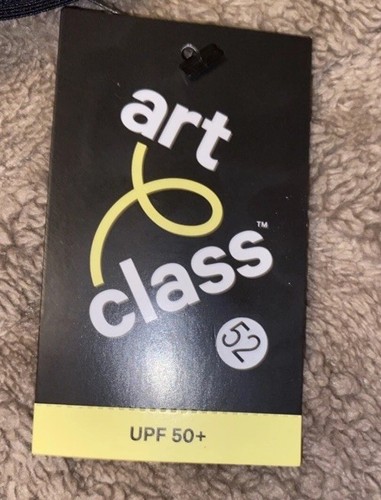 art
class™
52
UPF 50+